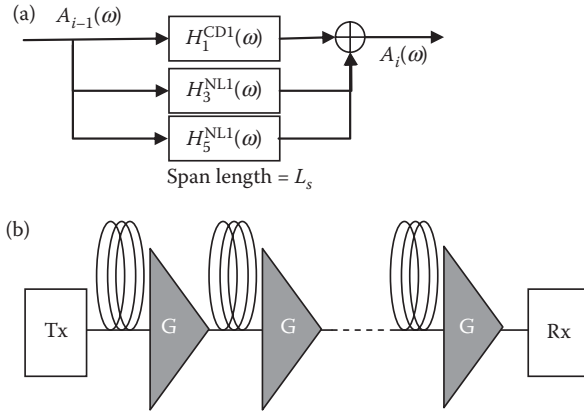 (a)
A_{i−1}(ω)
H_1^{CD1}(ω)
A_i(ω)
H_3^{NL1}(ω)
H_5^{NL1}(ω)
Span length = L_s
(b)
Tx
G
G
G
Rx